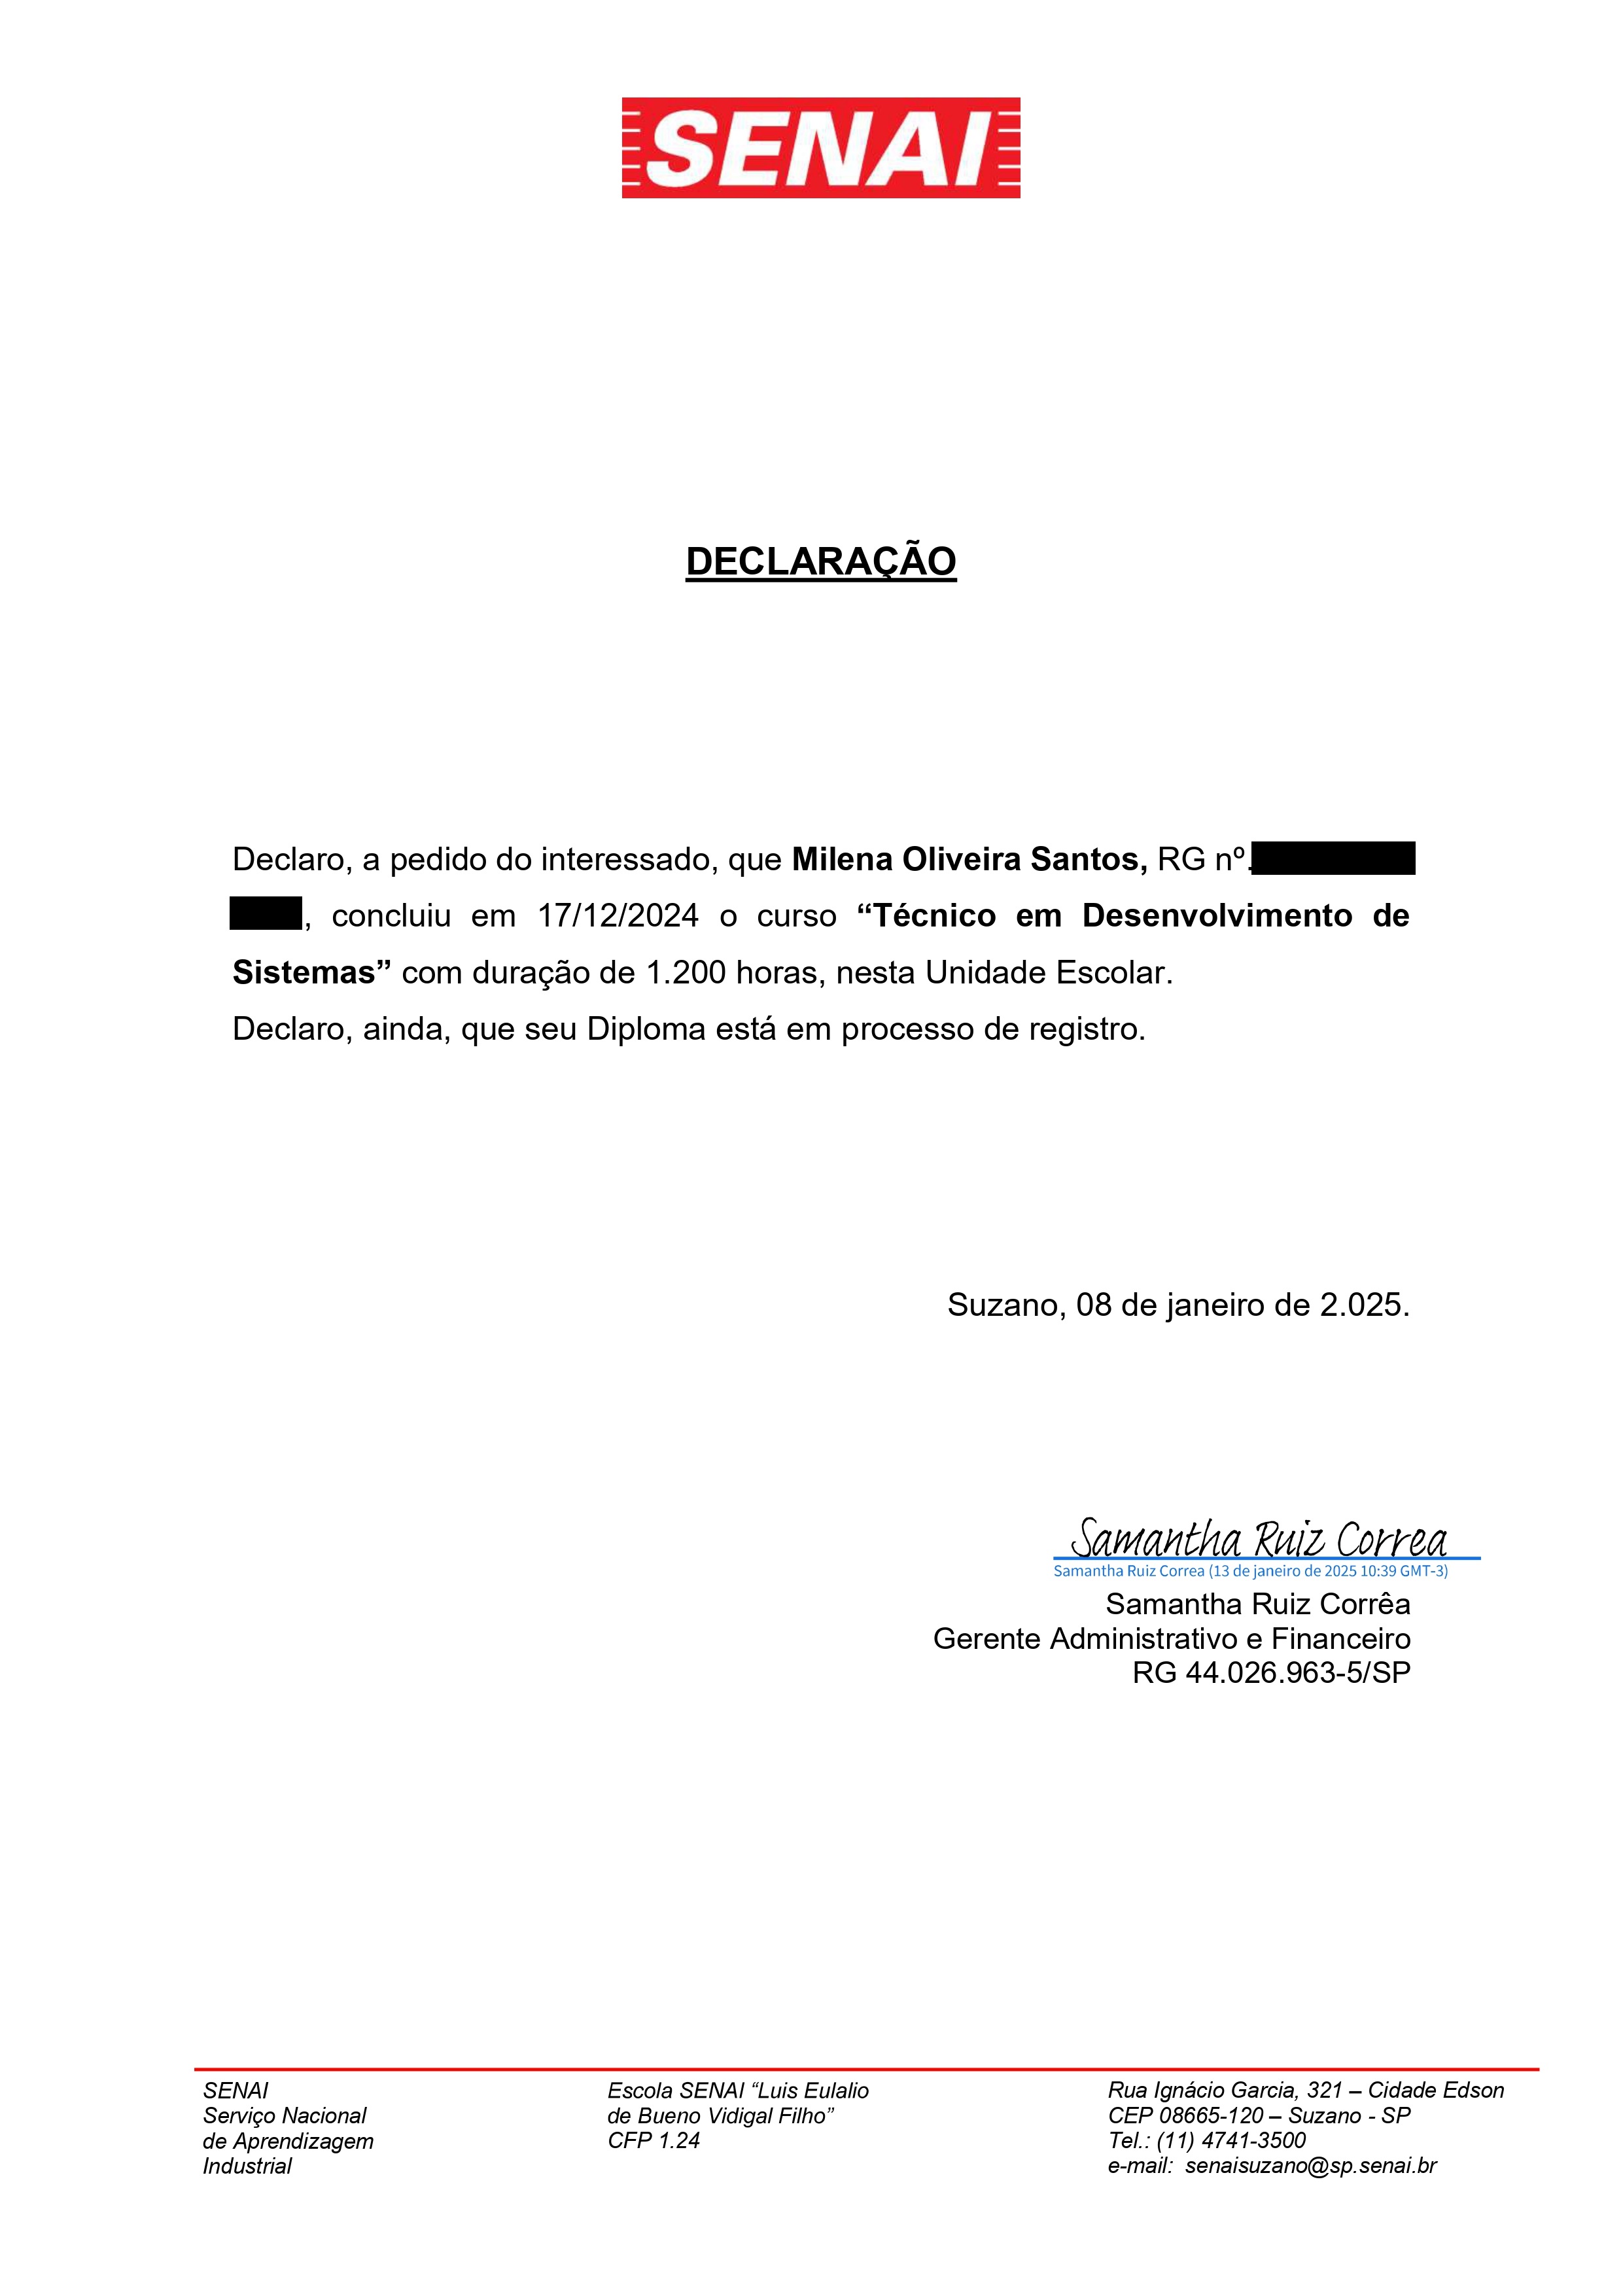 SENAI
DECLARAÇÃO
Declaro, a pedido do interessado, que Milena Oliveira Santos, RG nº.
, concluiu em 17/12/2024 o curso “Técnico em Desenvolvimento de
Sistemas” com duração de 1.200 horas, nesta Unidade Escolar.
Declaro, ainda, que seu Diploma está em processo de registro.
Suzano, 08 de janeiro de 2.025.
Samantha Ruiz Correa
Samantha Ruiz Correa (13 de janeiro de 2025 10:39 GMT-3)
Samantha Ruiz Corrêa
Gerente Administrativo e Financeiro
RG 44.026.963-5/SP
SENAI
Serviço Nacional
de Aprendizagem
Industrial
Escola SENAI “Luis Eulalio
de Bueno Vidigal Filho”
CFP 1.24
Rua Ignácio Garcia, 321 – Cidade Edson
CEP 08665-120 – Suzano - SP
Tel.: (11) 4741-3500
e-mail: senaisuzano@sp.senai.br